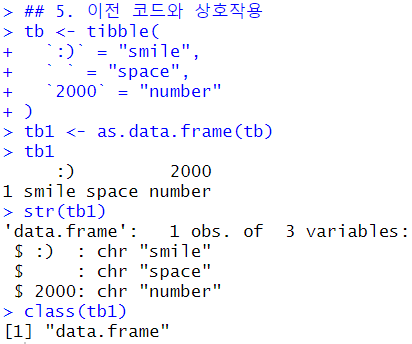 > ## 5. 이전 코드와 상호작용
> tb <- tibble(
+   `:)` = "smile",
+   ` ` = "space",
+   `2000` = "number"
+ )
> tb1 <- as.data.frame(tb)
> tb1
     :)         2000
1 smile space number
> str(tb1)
'data.frame':	1 obs. of  3 variables:
 $ :)  : chr "smile"
 $     : chr "space"
 $ 2000: chr "number"
> class(tb1)
[1] "data.frame"